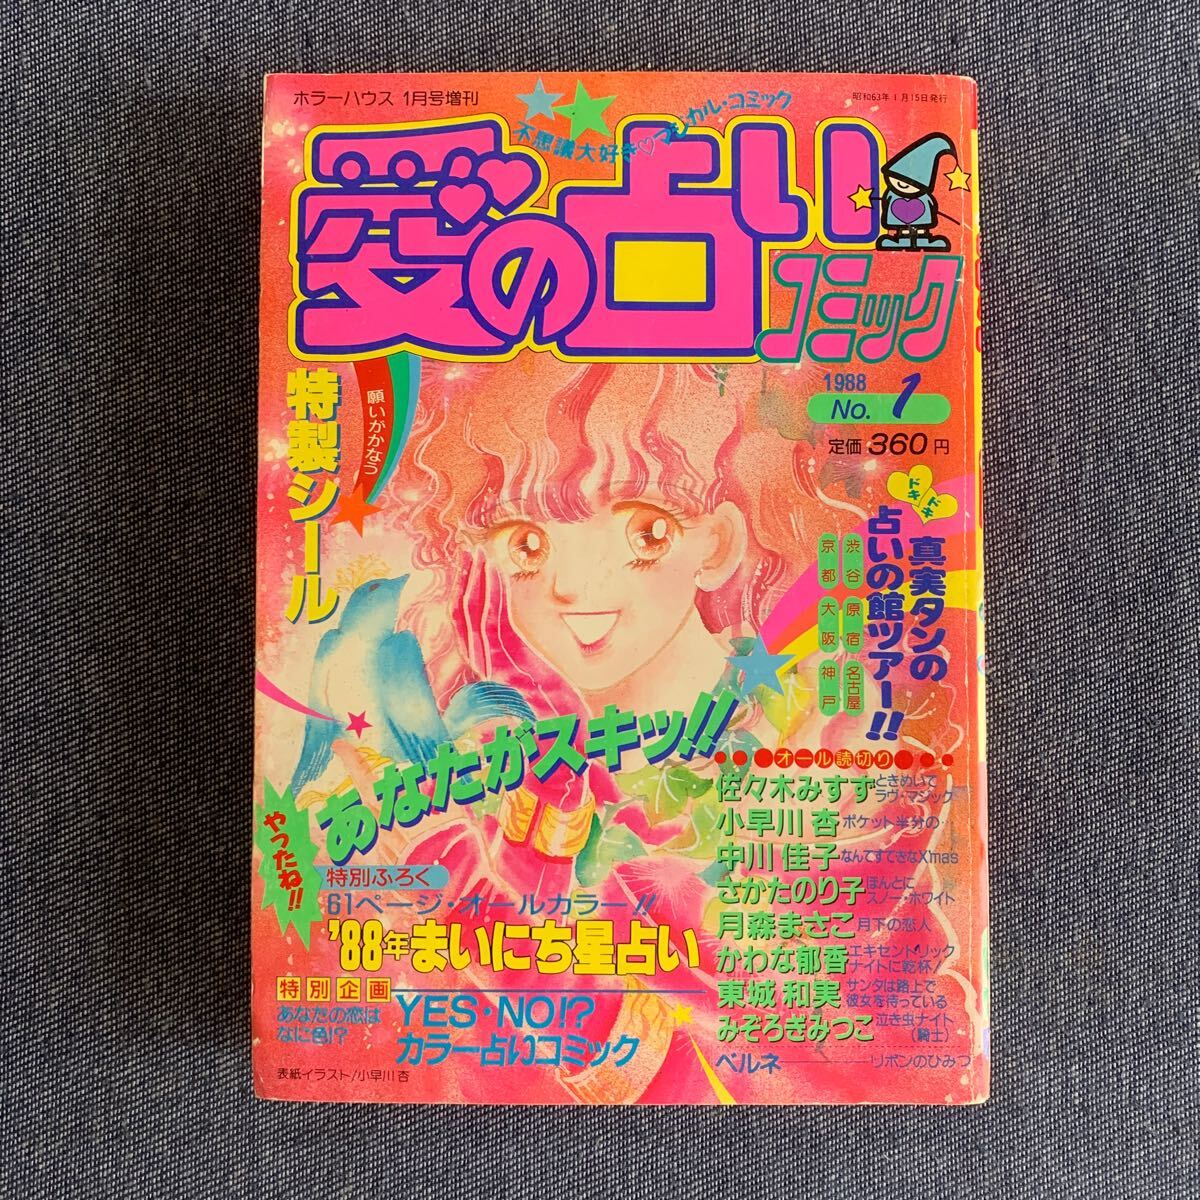 ホラーハウス 1月号増刊
昭和63年1月15日発行
不思議大好き♡マジカル・コミック
愛の占い
コミック
1988
No. 1
定価 360 円
願いがかなう
特製シール
ドキドキ
真実タンの
占いの館ツアー!!
渋谷 原宿 名古屋
京都 大阪 神戸
あなたがスキッ!!
やったね!!
特別ふろく
61ページ・オールカラー!!
'88年まいにち星占い
特別企画
あなたの恋は
なに色!?
YES・NO!?
カラー占いコミック
オール読切り
佐々木みすず ときめいて
ラヴ・マジック
小早川 杏 ポケット半分の…
中川 佳子 なんてすてきなX'mas
さかたのり子 ほんとに
スノー・ホワイト
月森まさこ 月下の恋人
かわな郁香 エキセントリック
ナイトに乾杯!
東城 和実 サンタは路上で
彼女を待っている
みぞろぎみつこ 泣き虫ナイト
(騎士)
ベルネ リボンのひみつ
表紙イラスト/小早川 杏